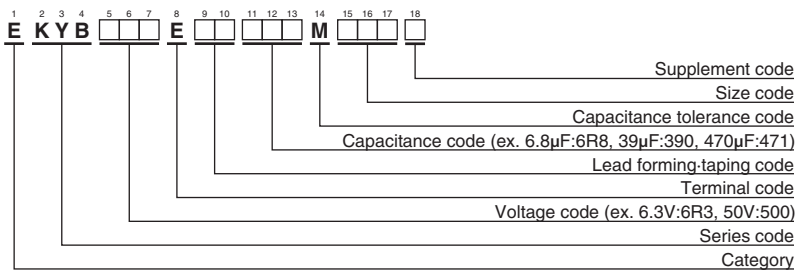 1 2 3 4 5 6 7 8 9 10 11 12 13 14 15 16 17 18
E KYB E M
Supplement code
Size code
Capacitance tolerance code
Capacitance code (ex. 6.8μF:6R8, 39μF:390, 470μF:471)
Lead forming·taping code
Terminal code
Voltage code (ex. 6.3V:6R3, 50V:500)
Series code
Category